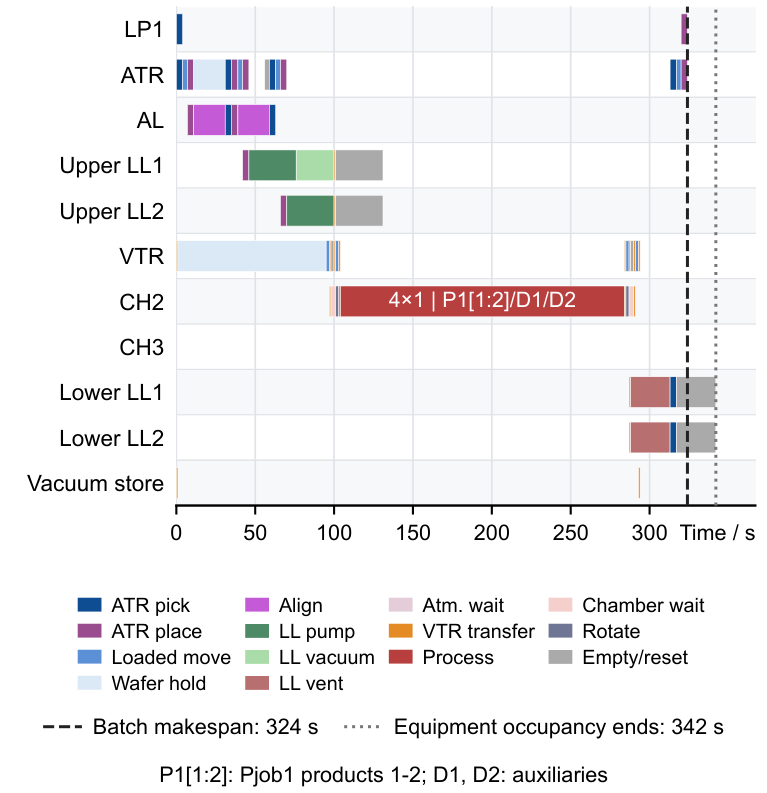 LP1
ATR
AL
Upper LL1
Upper LL2
VTR
CH2
4×1 | P1[1:2]/D1/D2
CH3
Lower LL1
Lower LL2
Vacuum store
0 50 100 150 200 250 300 Time / s
ATR pick Align Atm. wait Chamber wait
ATR place LL pump VTR transfer Rotate
Loaded move LL vacuum Process Empty/reset
Wafer hold LL vent
Batch makespan: 324 s Equipment occupancy ends: 342 s
P1[1:2]: Pjob1 products 1-2; D1, D2: auxiliaries